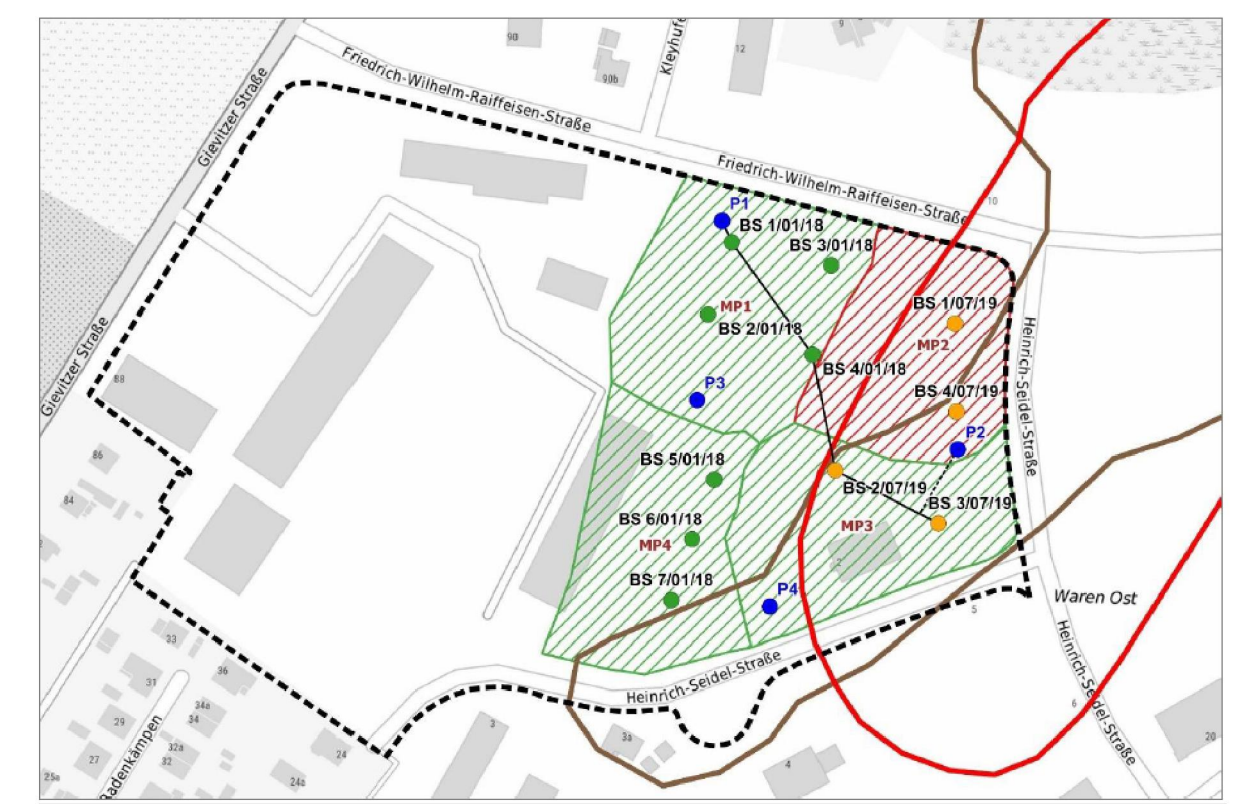 90
90b
Kleyhufe
12
9
Friedrich-Wilhelm-Raiffeisen-Straße
Gievitzer Straße
Friedrich-Wilhelm-Raiffeisen-Straße
10
P1
BS 1/01/18
BS 3/01/18
MP1
BS 2/01/18
BS 1/07/19
MP2
BS 4/01/18
P3
BS 4/07/19
P2
Heinrich-Seidel-Straße
Gievitzer Straße
88
86
84
BS 5/01/18
BS 2/07/19
BS 3/07/19
BS 6/01/18
MP4
MP3
2
BS 7/01/18
P4
Waren Ost
5
33
36
31
34a
34
29
32a
32
27
25a
24
24a
Badenkämpen
Heinrich-Seidel-Straße
3
3a
4
6
20
Heinrich-Seidel-Straße